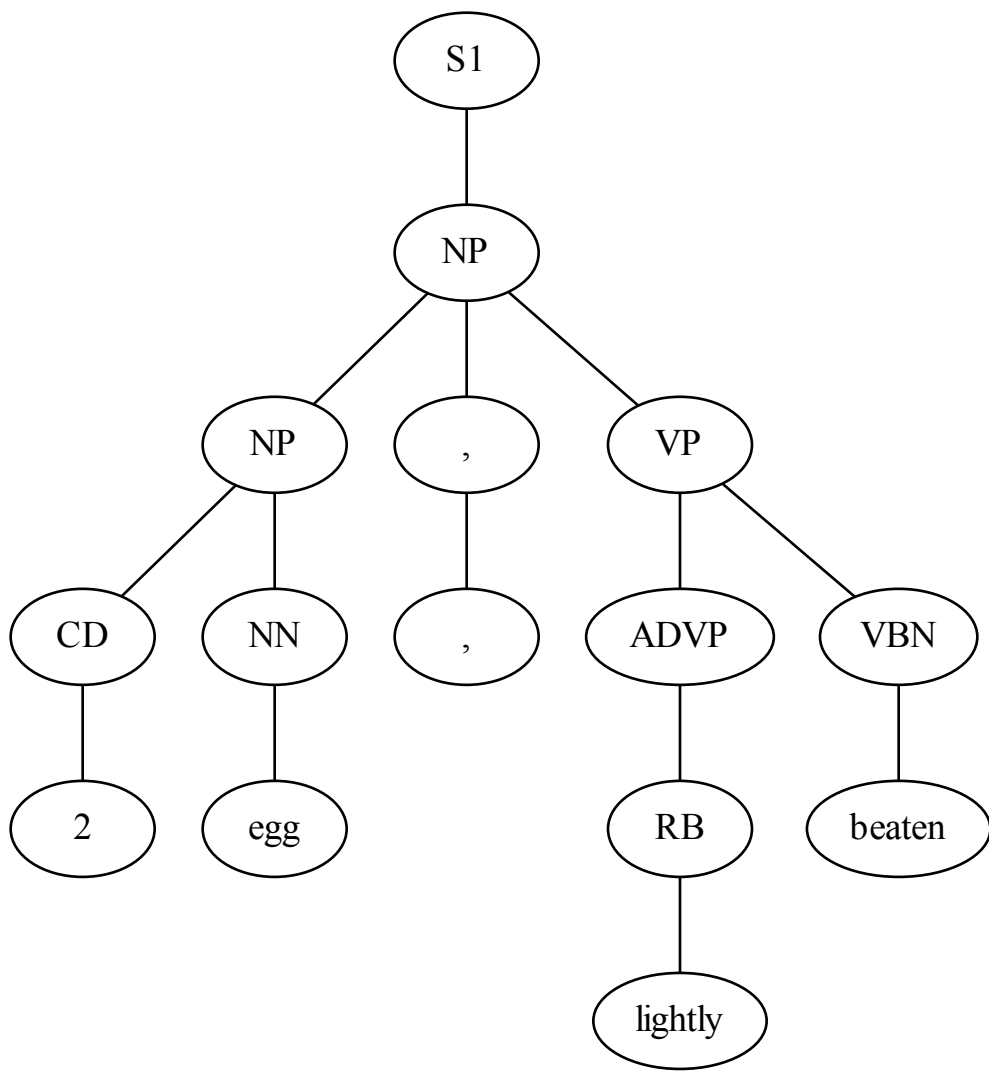 S1
NP
NP , VP
CD NN , ADVP VBN
2 egg RB beaten
lightly